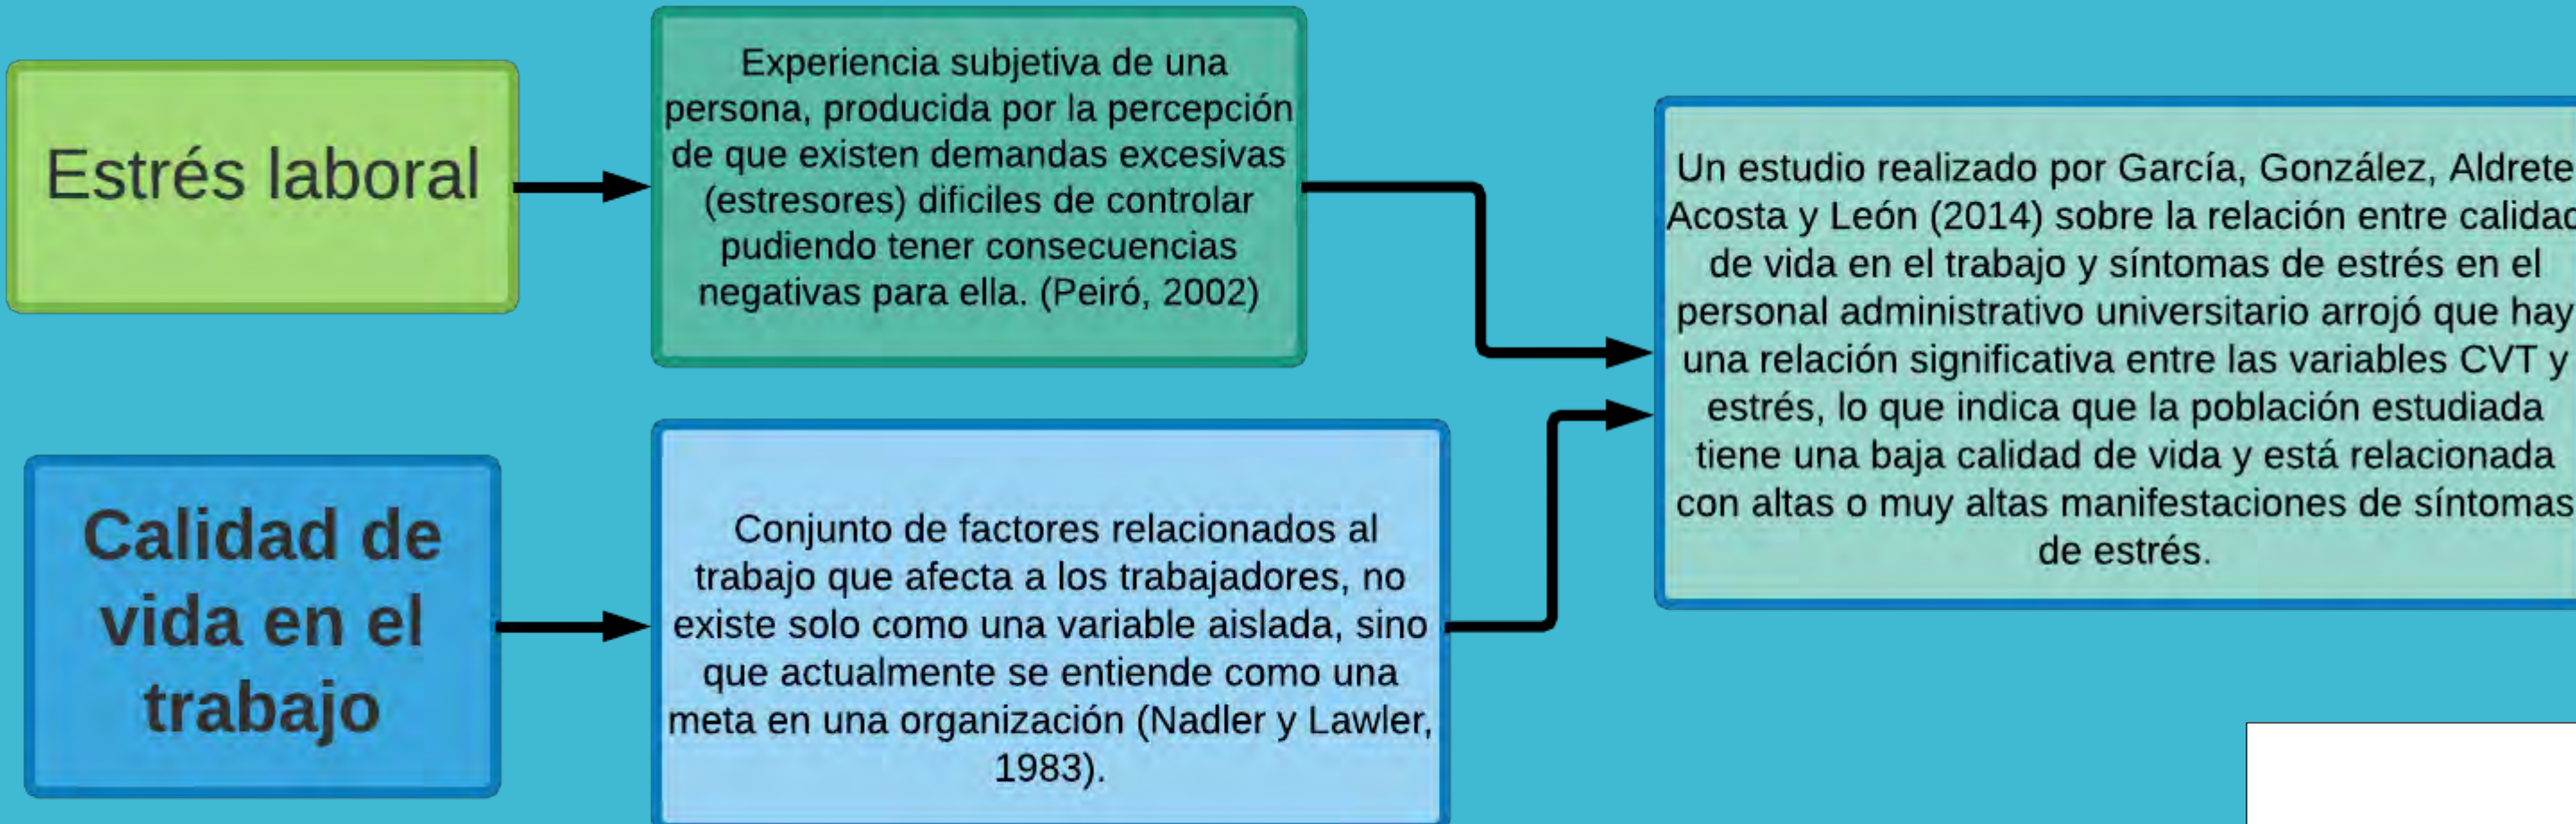 Estrés laboral
Experiencia subjetiva de una
persona, producida por la percepción
de que existen demandas excesivas
(estresores) dificiles de controlar
pudiendo tener consecuencias
negativas para ella. (Peiró, 2002)
Calidad de
vida en el
trabajo
Conjunto de factores relacionados al
trabajo que afecta a los trabajadores, no
existe solo como una variable aislada, sino
que actualmente se entiende como una
meta en una organización (Nadler y Lawler,
1983).
Un estudio realizado por García, González, Aldrete
Acosta y León (2014) sobre la relación entre calidad
de vida en el trabajo y síntomas de estrés en el
personal administrativo universitario arrojó que hay
una relación significativa entre las variables CVT y
estrés, lo que indica que la población estudiada
tiene una baja calidad de vida y está relacionada
con altas o muy altas manifestaciones de síntomas
de estrés.